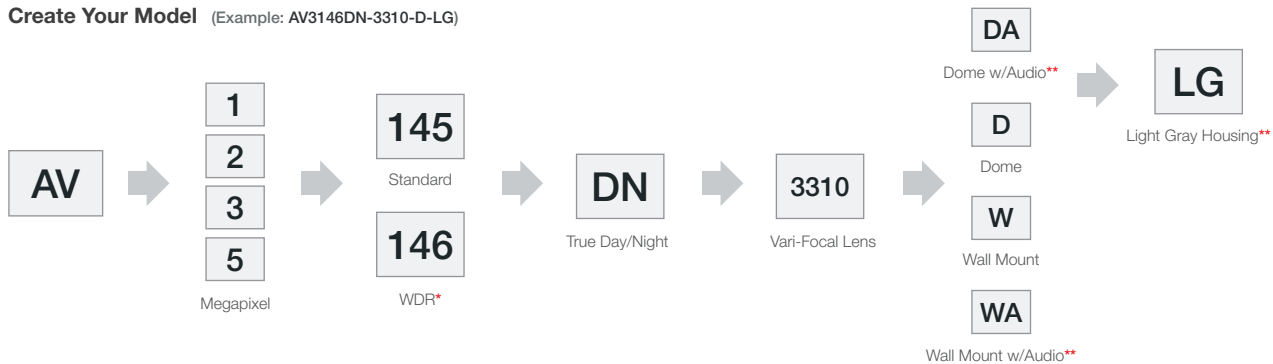 Create Your Model (Example: AV3146DN-3310-D-LG)
AV
1
2
3
5
Megapixel
145
Standard
146
WDR*
DN
True Day/Night
3310
Vari-Focal Lens
DA
Dome w/Audio**
D
Dome
W
Wall Mount
WA
Wall Mount w/Audio**
LG
Light Gray Housing**